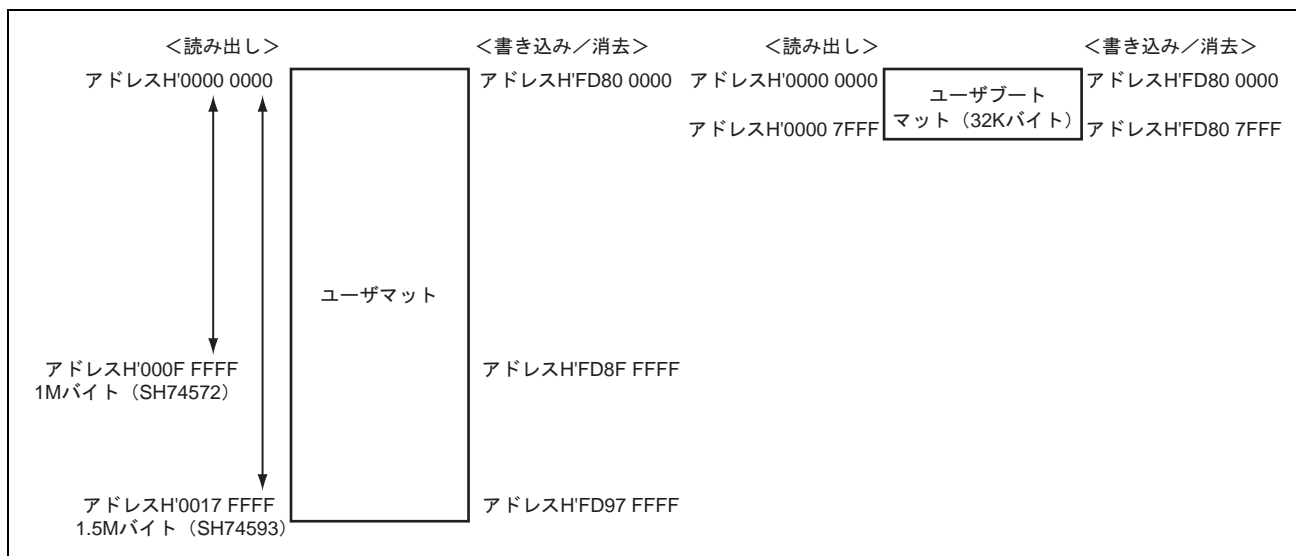 <読み出し>
<書き込み/消去>
アドレスH'0000 0000
アドレスH'FD80 0000
ユーザマット
アドレスH'000F FFFF
1Mバイト（SH74572）
アドレスH'FD8F FFFF
アドレスH'0017 FFFF
1.5Mバイト（SH74593）
アドレスH'FD97 FFFF
<読み出し>
<書き込み/消去>
アドレスH'0000 0000
アドレスH'FD80 0000
ユーザブート
マット（32Kバイト）
アドレスH'0000 7FFF
アドレスH'FD80 7FFF